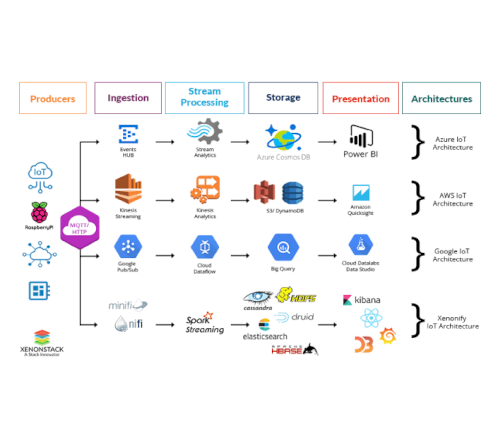 Producers
Ingestion
Stream
Processing
Storage
Presentation
Architectures
Events
HUB
Stream
Analytics
Azure Cosmos DB
Power BI
Azure IoT
Architecture
IoT
RaspberryPi
MQTT/
HTTP
Kinesis
Streaming
Kinesis
Analytics
S3/ DynamoDB
Amazon
Quicksight
AWS IoT
Architecture
Google
Pub/Sub
Cloud
Dataflow
Big Query
Cloud Datalabs
Data Studio
Google IoT
Architecture
minifi
nifi
Spark
Streaming
cassandra
HDFS
druid
elasticsearch
APACHE
HBASE
kibana
Xenonify
IoT Architecture
XENONSTACK
A Stack Innovator